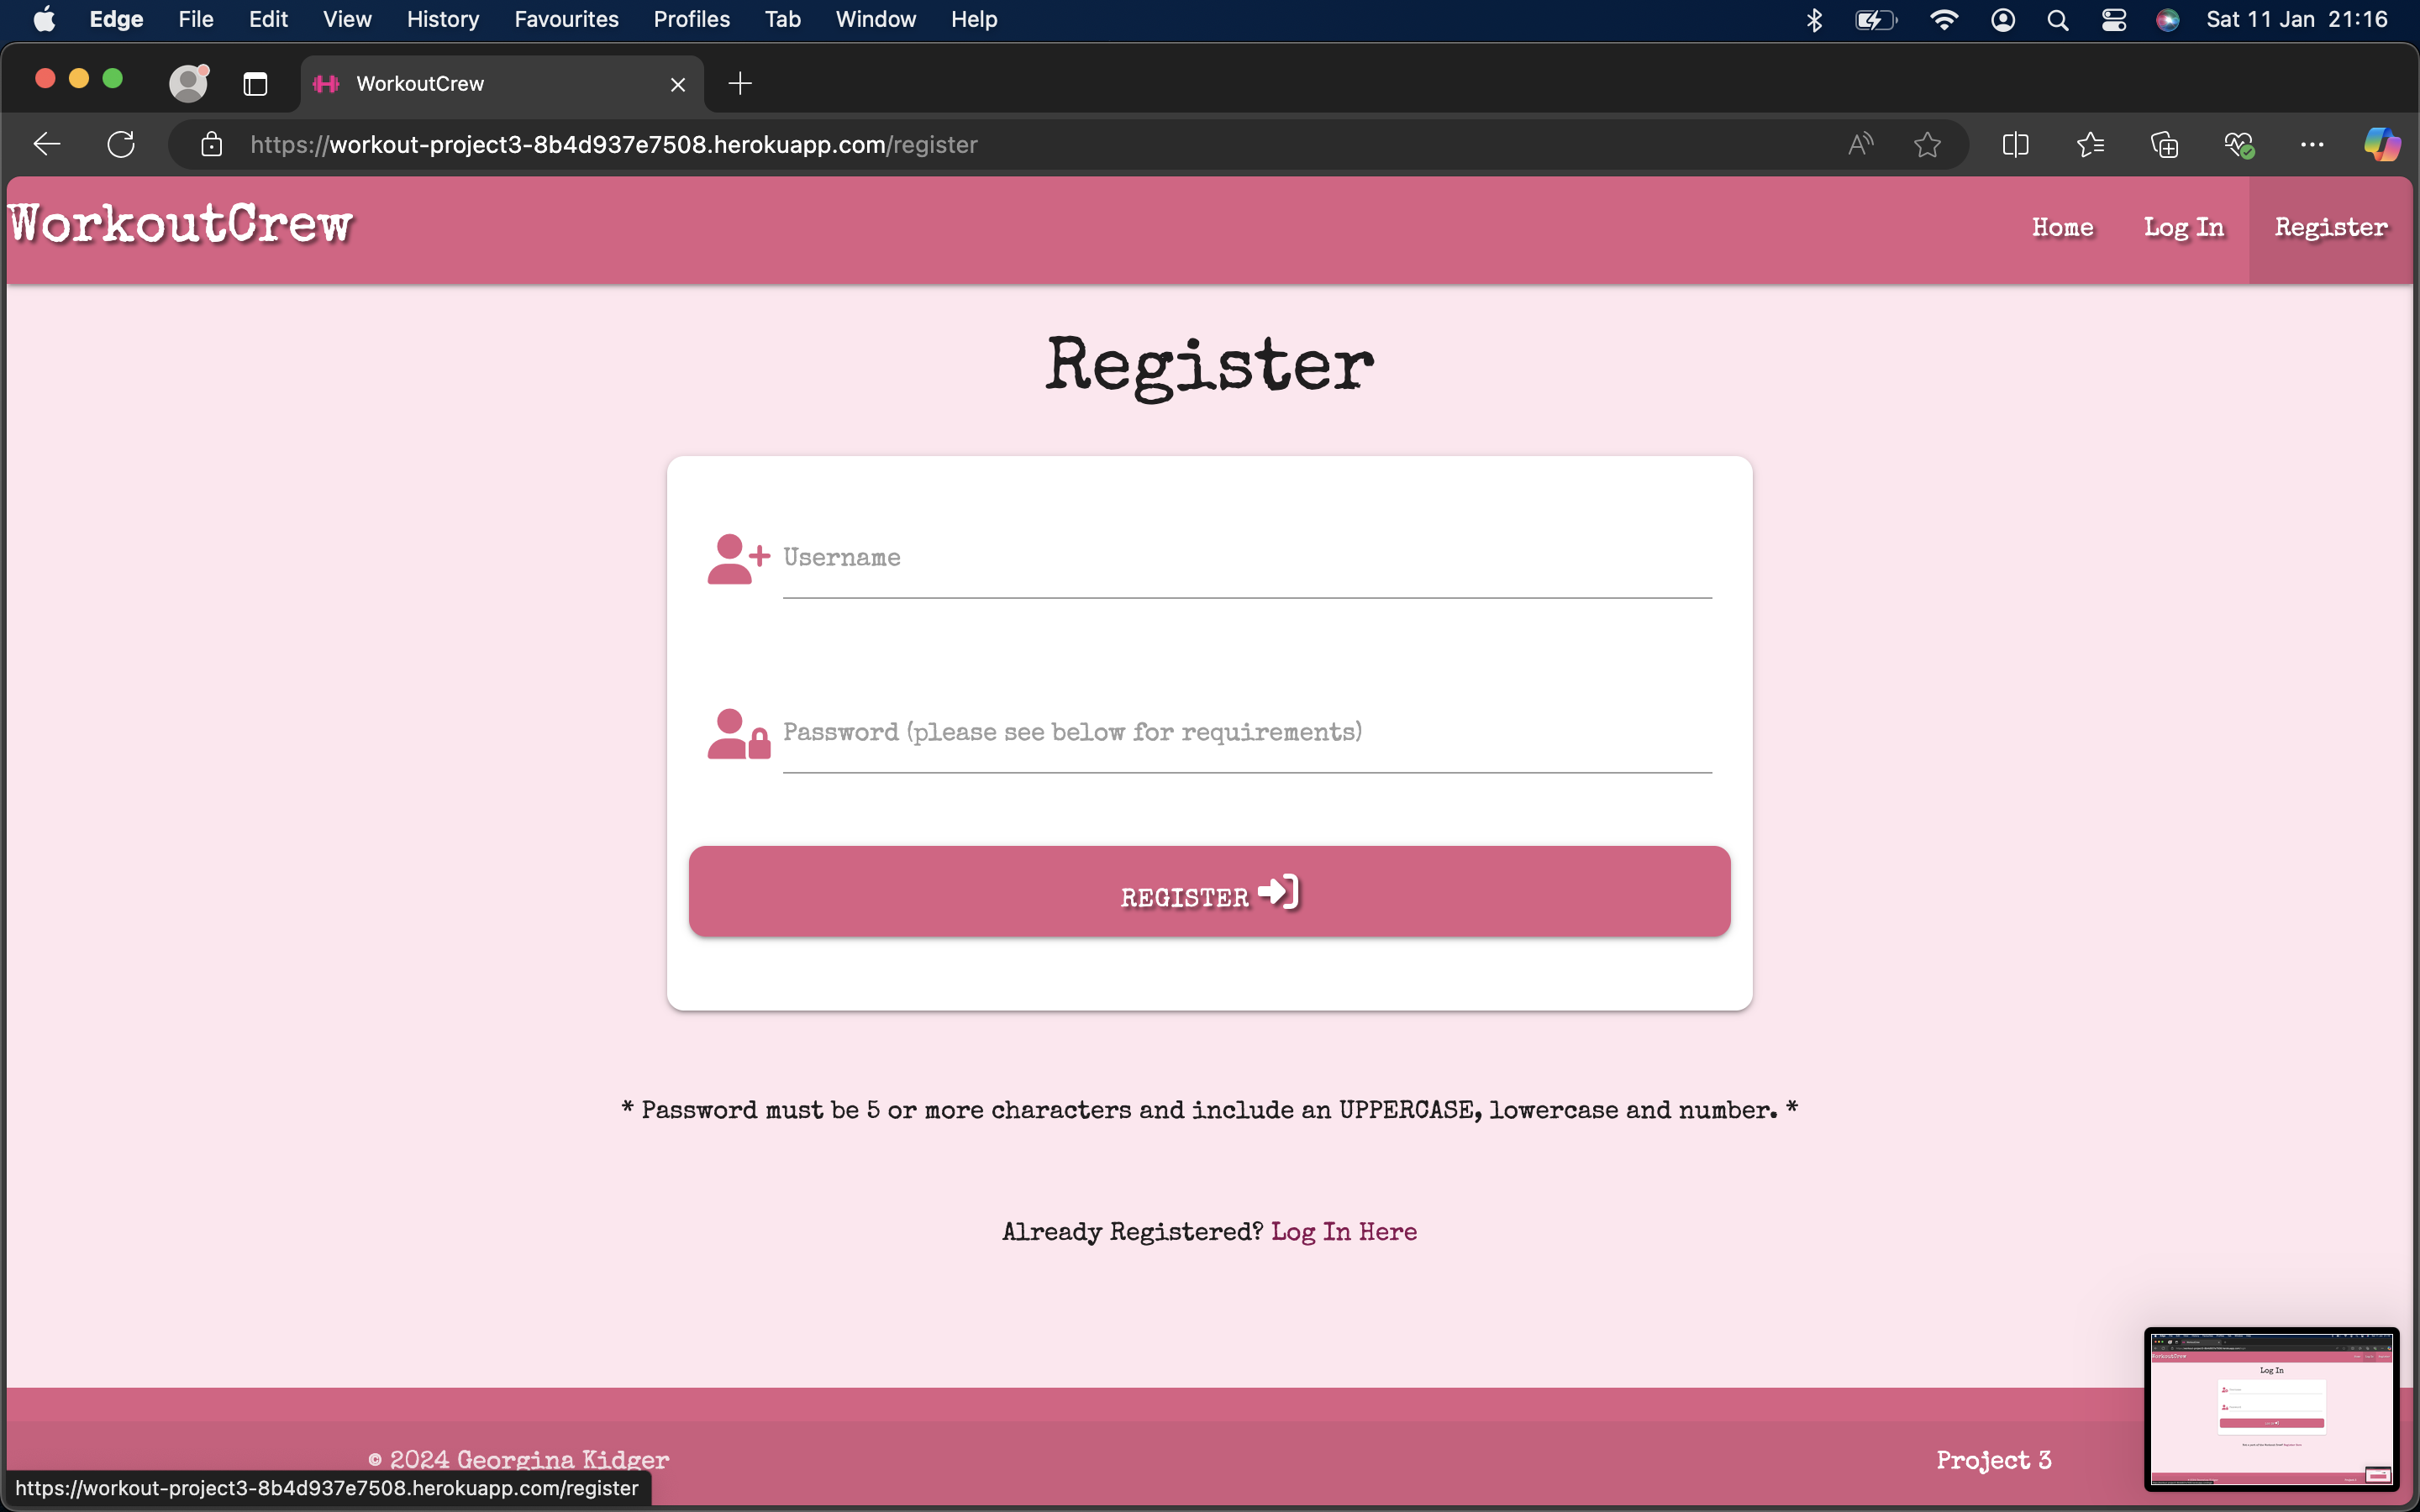 Edge File Edit View History Favourites Profiles Tab Window Help Sat 11 Jan 21:16
WorkoutCrew
https://workout-project3-8b4d937e7508.herokuapp.com/register
WorkoutCrew Home Log In Register
Register
Username
Password (please see below for requirements)
REGISTER
* Password must be 5 or more characters and include an UPPERCASE, lowercase and number. *
Already Registered? Log In Here
Log In
© 2024 Georgina Kidger Project 3
https://workout-project3-8b4d937e7508.herokuapp.com/register